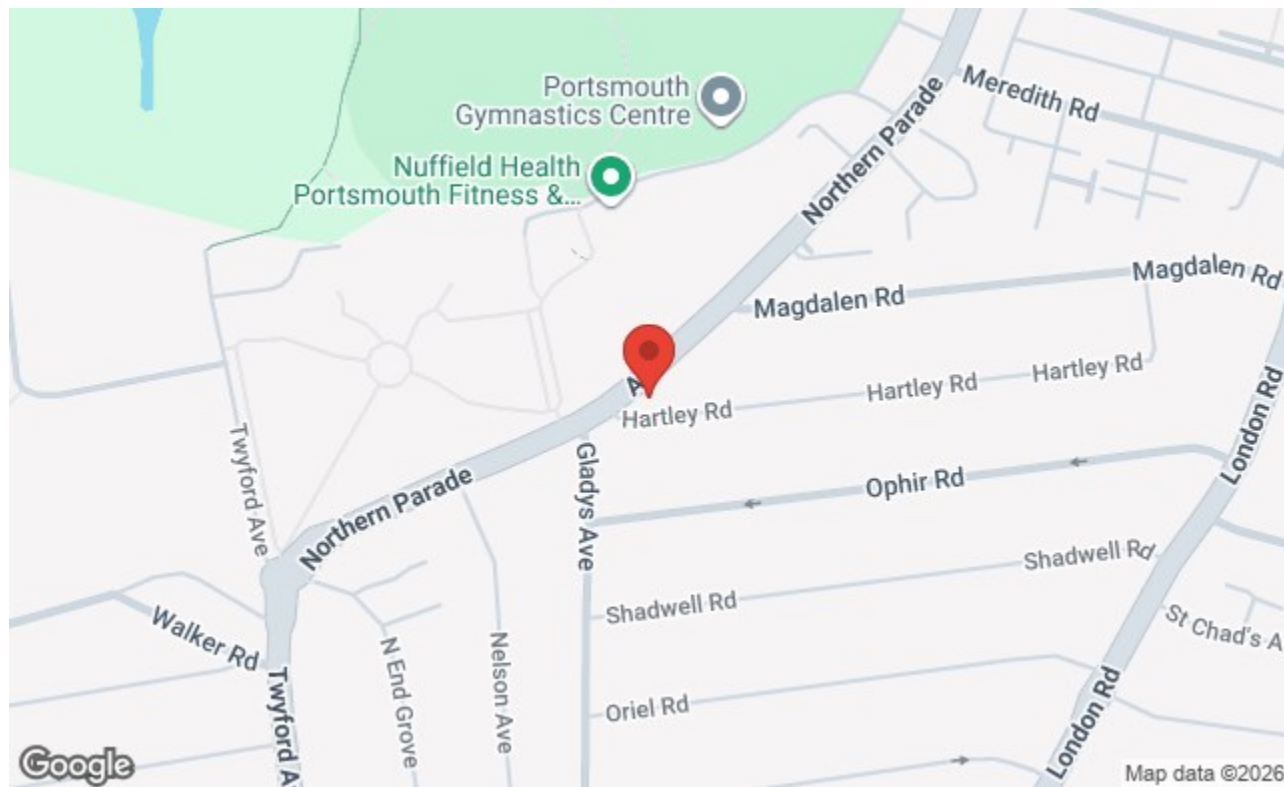 Portsmouth
Gymnastics Centre
Meredith Rd
Northern Parade
Nuffield Health
Portsmouth Fitness &...
Magdalen Rd
Magdalen Rd
A
Hartley Rd
Hartley Rd
Hartley Rd
London Rd
Twyford Ave
Northern Parade
Gladys Ave
Ophir Rd
Shadwell Rd
Shadwell Rd
Walker Rd
N End Grove
Nelson Ave
St Chad's A
Twyford A
Oriel Rd
London Rd
Google
Map data ©2026